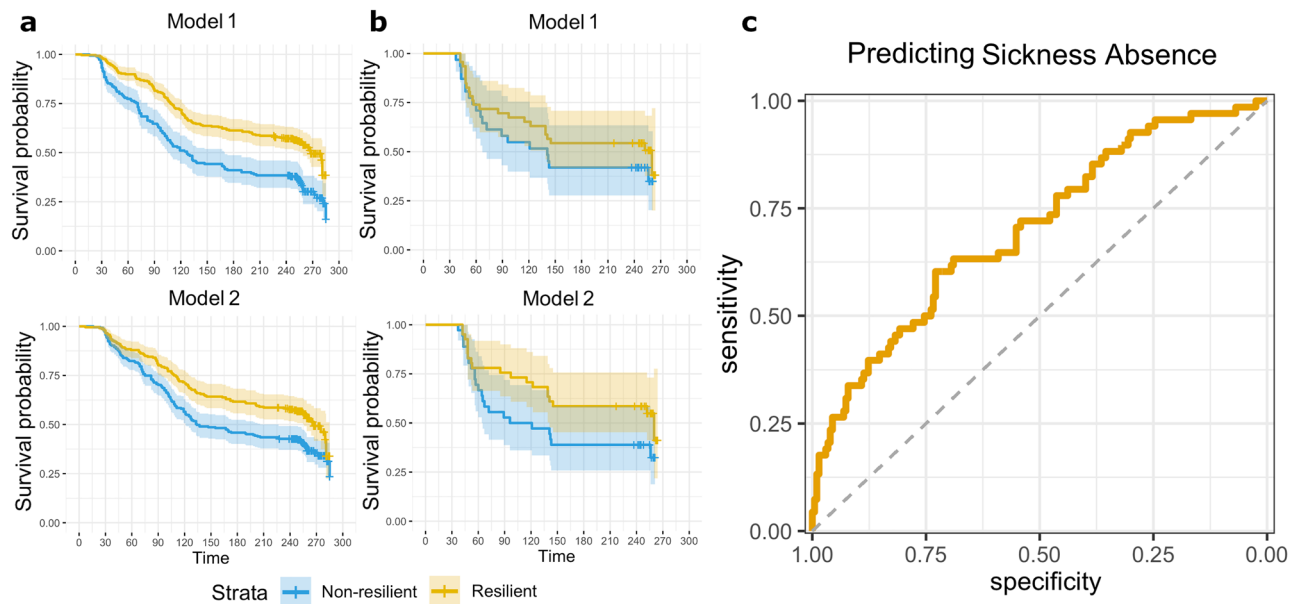 a
Model 1
Survival probability
1.00
0.75
0.50
0.25
0.00
0 30 60 90 120 150 180 210 240 270 300
Model 2
Survival probability
1.00
0.75
0.50
0.25
0.00
0 30 60 90 120 150 180 210 240 270 300
Time
b
Model 1
Survival probability
1.00
0.75
0.50
0.25
0.00
0 30 60 90 120 150 180 210 240 270 300
Model 2
Survival probability
1.00
0.75
0.50
0.25
0.00
0 30 60 90 120 150 180 210 240 270 300
Time
Strata Non-resilient Resilient
c
Predicting Sickness Absence
sensitivity
1.00
0.75
0.50
0.25
0.00
1.00 0.75 0.50 0.25 0.00
specificity